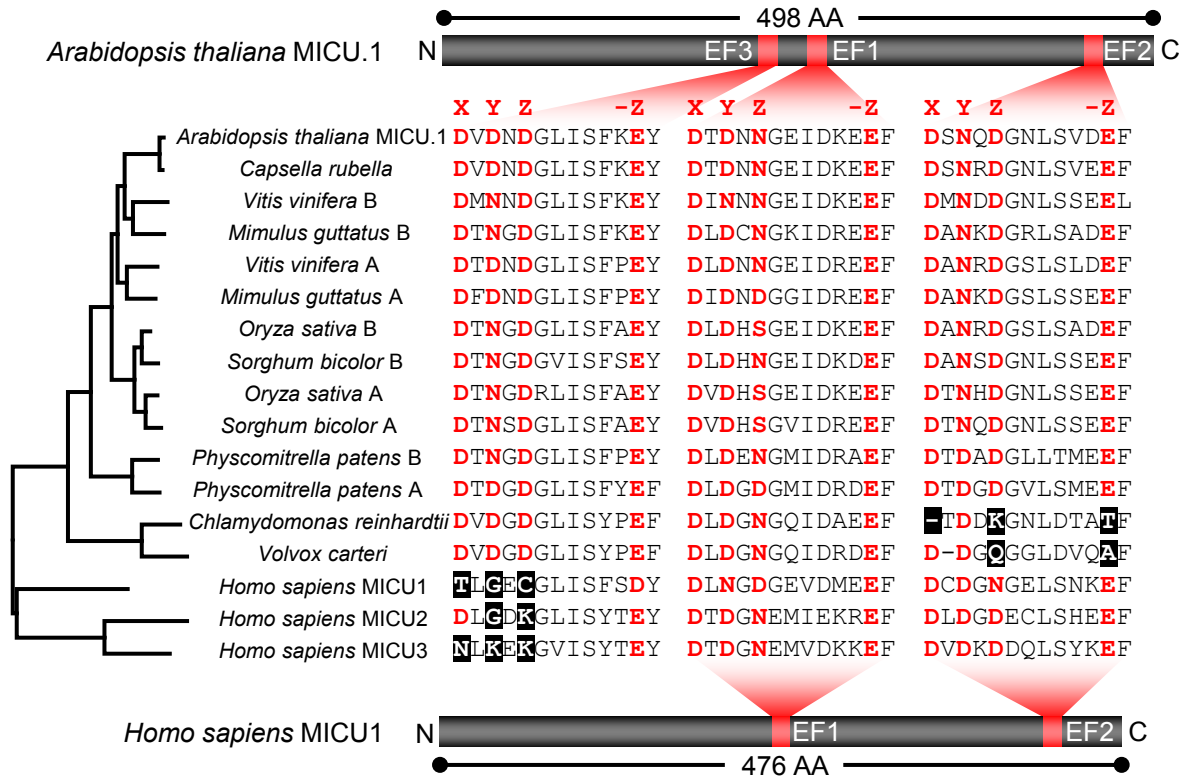 498 AA
Arabidopsis thaliana MICU.1 N EF3 EF1 EF2 C
X Y Z -Z X Y Z -Z X Y Z -Z
Arabidopsis thaliana MICU.1 DVDNDGLISFKEY DTDNNGEIDKEEF DSNQDGNLSVDEF
Capsella rubella DVDNDGLISFKEY DTDNNGEIDKEEF DSNRDGNLSVEEF
Vitis vinifera B DMNNDGLISFKEY DINNNGEIDKEEF DMNDDGNLSSEEL
Mimulus guttatus B DTNGDGLISFKEY DLDCNGKIDREEF DANKDGRLSADEF
Vitis vinifera A DTDNDGLISFPEY DLDNNGEIDREEF DANRDGSLSLDEF
Mimulus guttatus A DFDNDGLISFPEY DIDNDGGIDREEF DANKDGSLSSEEF
Oryza sativa B DTNGDGLISFAEY DLDHSGEIDKEEF DANRDGSLSADEF
Sorghum bicolor B DTNGDGVISFSEY DLDHNGEIDKDEF DANSDGNLSSEEF
Oryza sativa A DTNGDRLISFAEY DVDHSGEIDKEEF DTNHDGNLSSEEF
Sorghum bicolor A DTNSDGLISFAEY DVDHSGVIDREEF DTNQDGNLSEEEF
Physcomitrella patens B DTNGDGLISFPEY DLDENGMIDRAEF DTDADGLLTMEEF
Physcomitrella patens A DTDGDGLISFYEF DLDGDGMIDRDEF DTDGDGVLSMEEF
Chlamydomonas reinhardtii DVDGDGLISYPEF DLDGNGQIDAEEF -TDDKGNLDTATF
Volvox carteri DVDGDGLISYPEF DLDGNGQIDRDEF D-DGQGGLDVQAF
Homo sapiens MICU1 TLGECGLISFSDY DLNGDGEVDMEEF DCDGNGELSNKEF
Homo sapiens MICU2 DLGDKGLISYTEY DTDGNEMIEKREF DLDGDECLSHEEF
Homo sapiens MICU3 NLKEKGVISYTEY DTDGNEMVDKKEF DVDKDDQLSYKEF
Homo sapiens MICU1 N EF1 EF2 C
476 AA